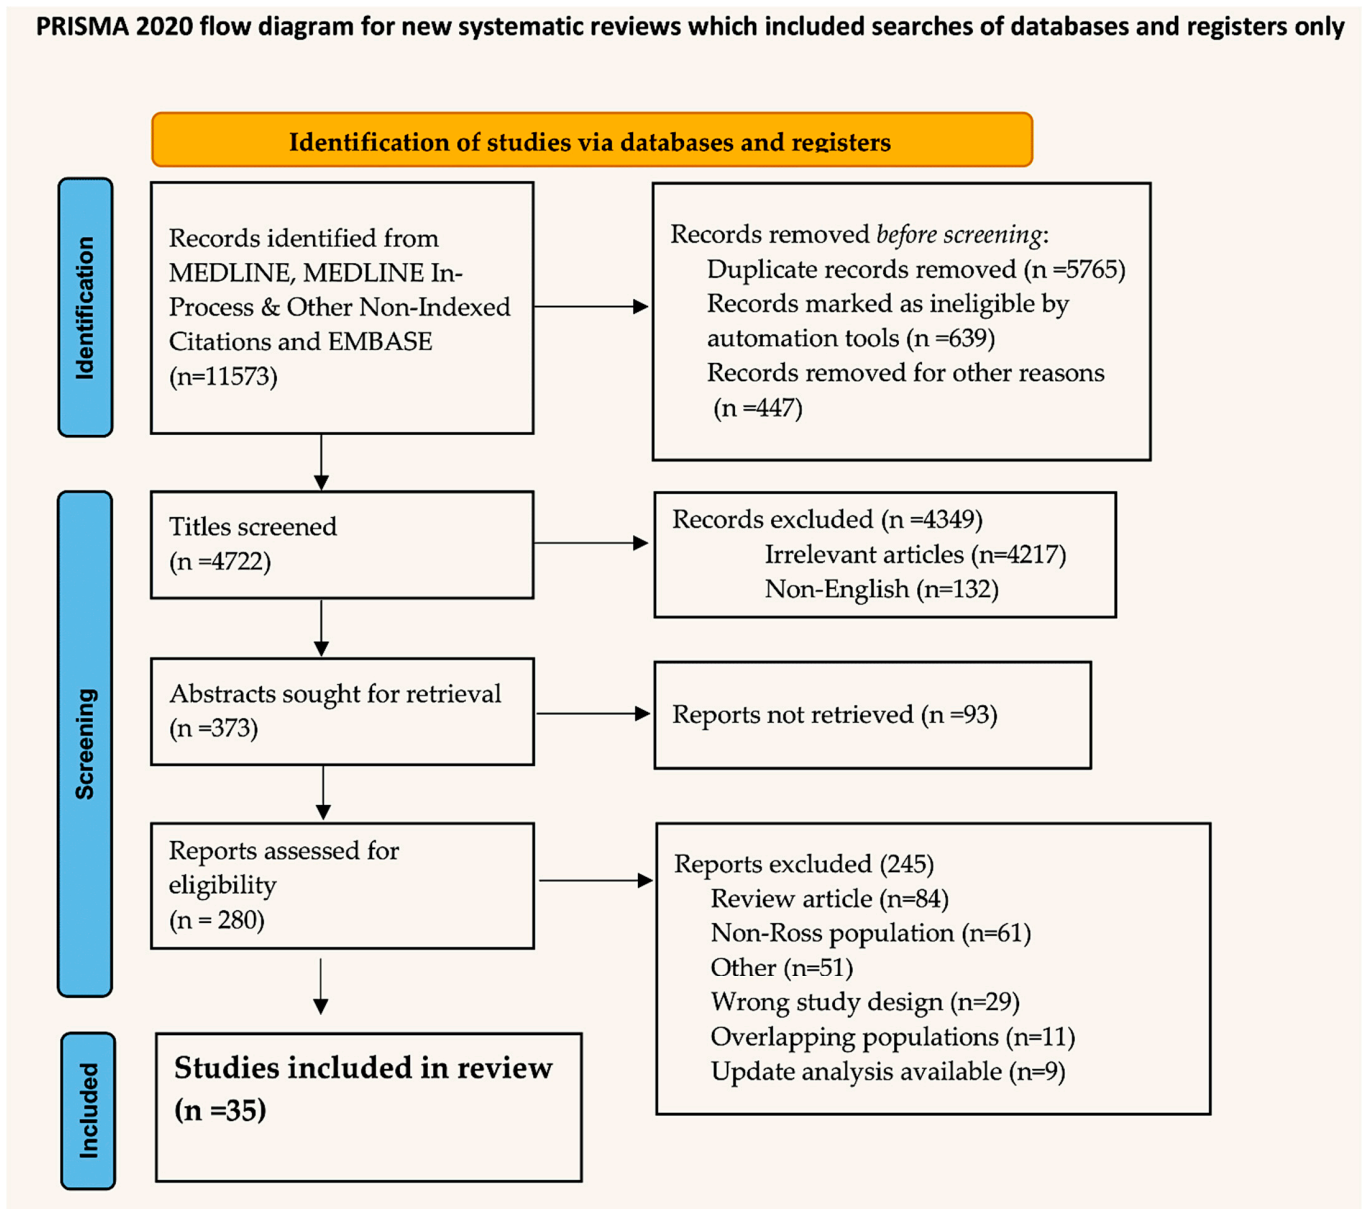 PRISMA 2020 flow diagram for new systematic reviews which included searches of databases and registers only
Identification of studies via databases and registers
Identification
Records identified from
MEDLINE, MEDLINE In-
Process & Other Non-Indexed
Citations and EMBASE
(n=11573)
Records removed before screening:
Duplicate records removed (n =5765)
Records marked as ineligible by
automation tools (n =639)
Records removed for other reasons
(n =447)
Screening
Titles screened
(n =4722)
Records excluded (n =4349)
Irrelevant articles (n=4217)
Non-English (n=132)
Abstracts sought for retrieval
(n =373)
Reports not retrieved (n =93)
Reports assessed for
eligibility
(n = 280)
Reports excluded (245)
Review article (n=84)
Non-Ross population (n=61)
Other (n=51)
Wrong study design (n=29)
Overlapping populations (n=11)
Update analysis available (n=9)
Included
Studies included in review
(n =35)